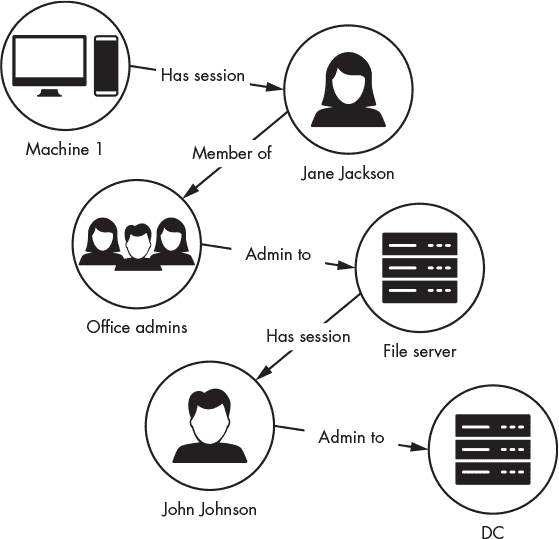 Has session
Machine 1
Jane Jackson
Member of
Admin to
Office admins
File server
Has session
John Johnson
Admin to
DC